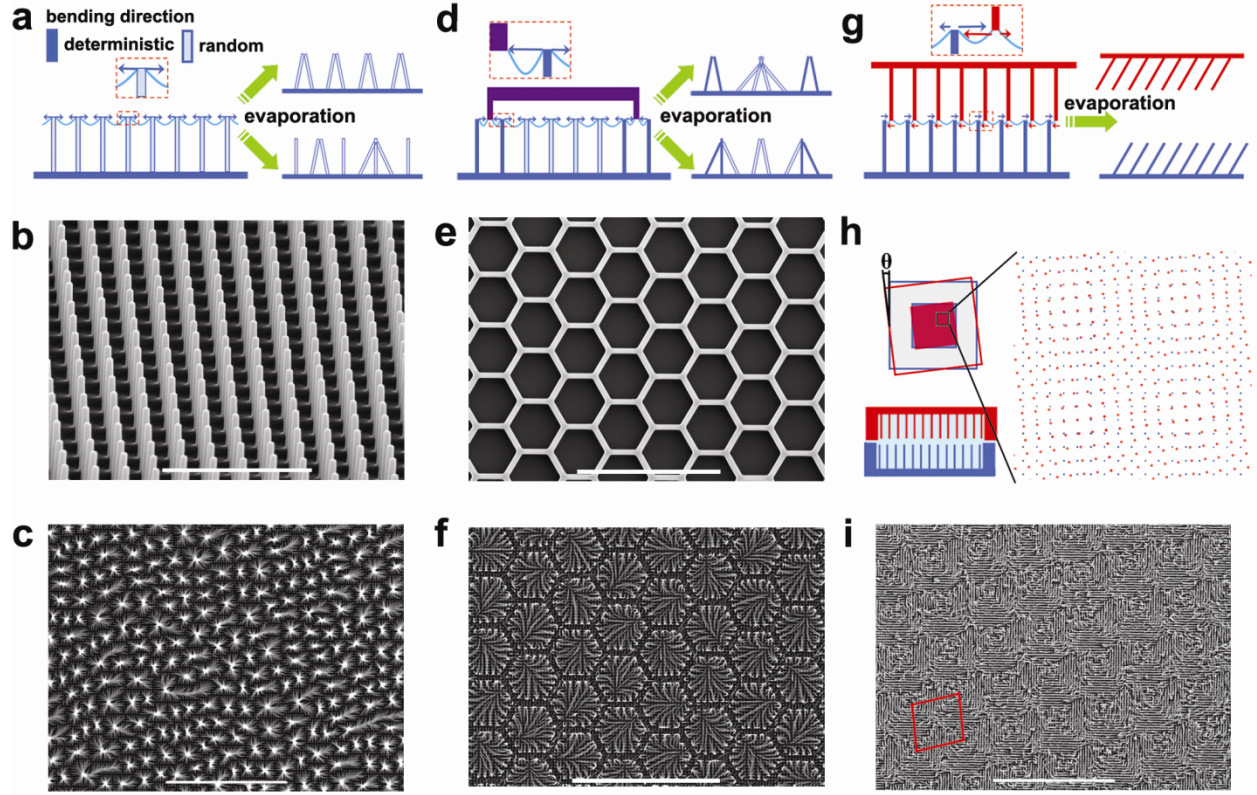 a
bending direction
deterministic
random
evaporation
d
evaporation
g
evaporation
b
e
h
θ
c
f
i